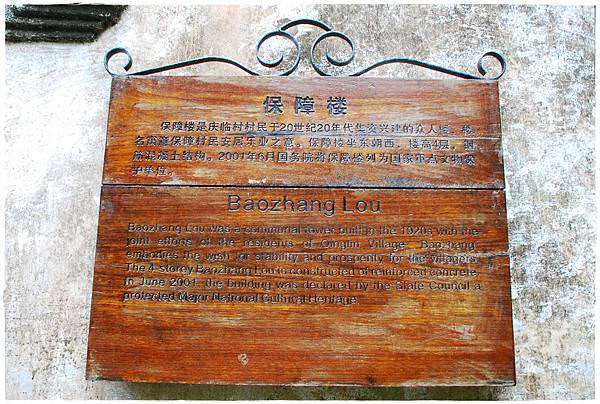 保障楼
保障楼是庆临村村民于20世纪20年代集资兴建的众人楼，楼
名寓意保障村民安居乐业之意。保障楼坐东朝西，楼高4层，钢
筋混凝土结构。2001年6月国务院将保障楼列为国家重点文物保
护单位。
Baozhang Lou
Baozhang Lou was a communal tower built in the 1920s with the
joint efforts of the residents of Qinglin Village. Baozhang
embodies the wish for stability and prosperity for the villagers.
The 4-storey Baozhang Lou is constructed of reinforced concrete.
In June 2001, the building was declared by the State Council a
protected Major National Cultural Heritage.